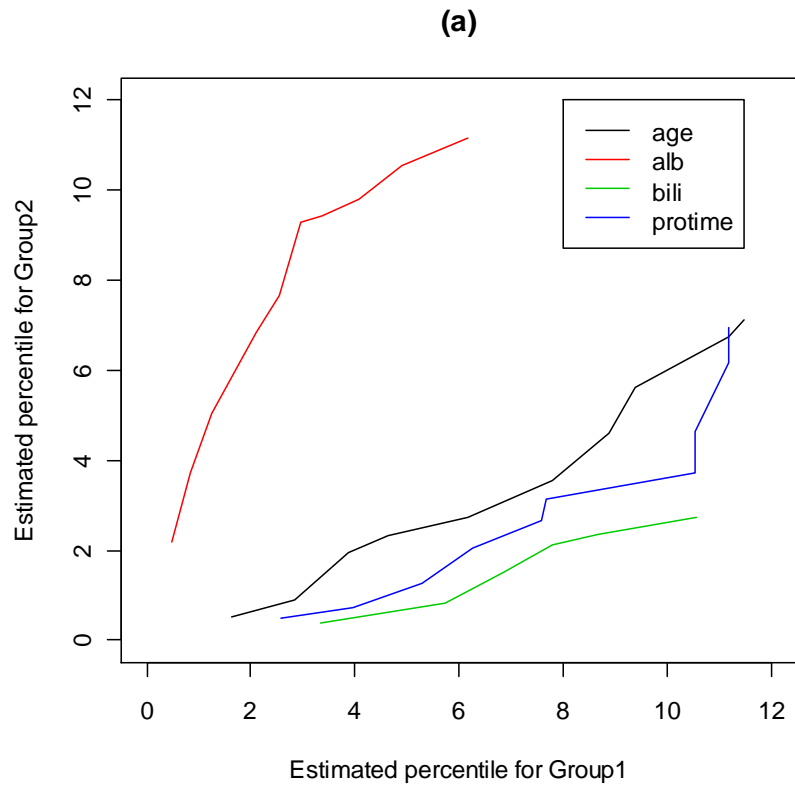 (a)
Estimated percentile for Group2
12
10
8
6
4
2
0
age
alb
bili
protime
0 2 4 6 8 10 12
Estimated percentile for Group1